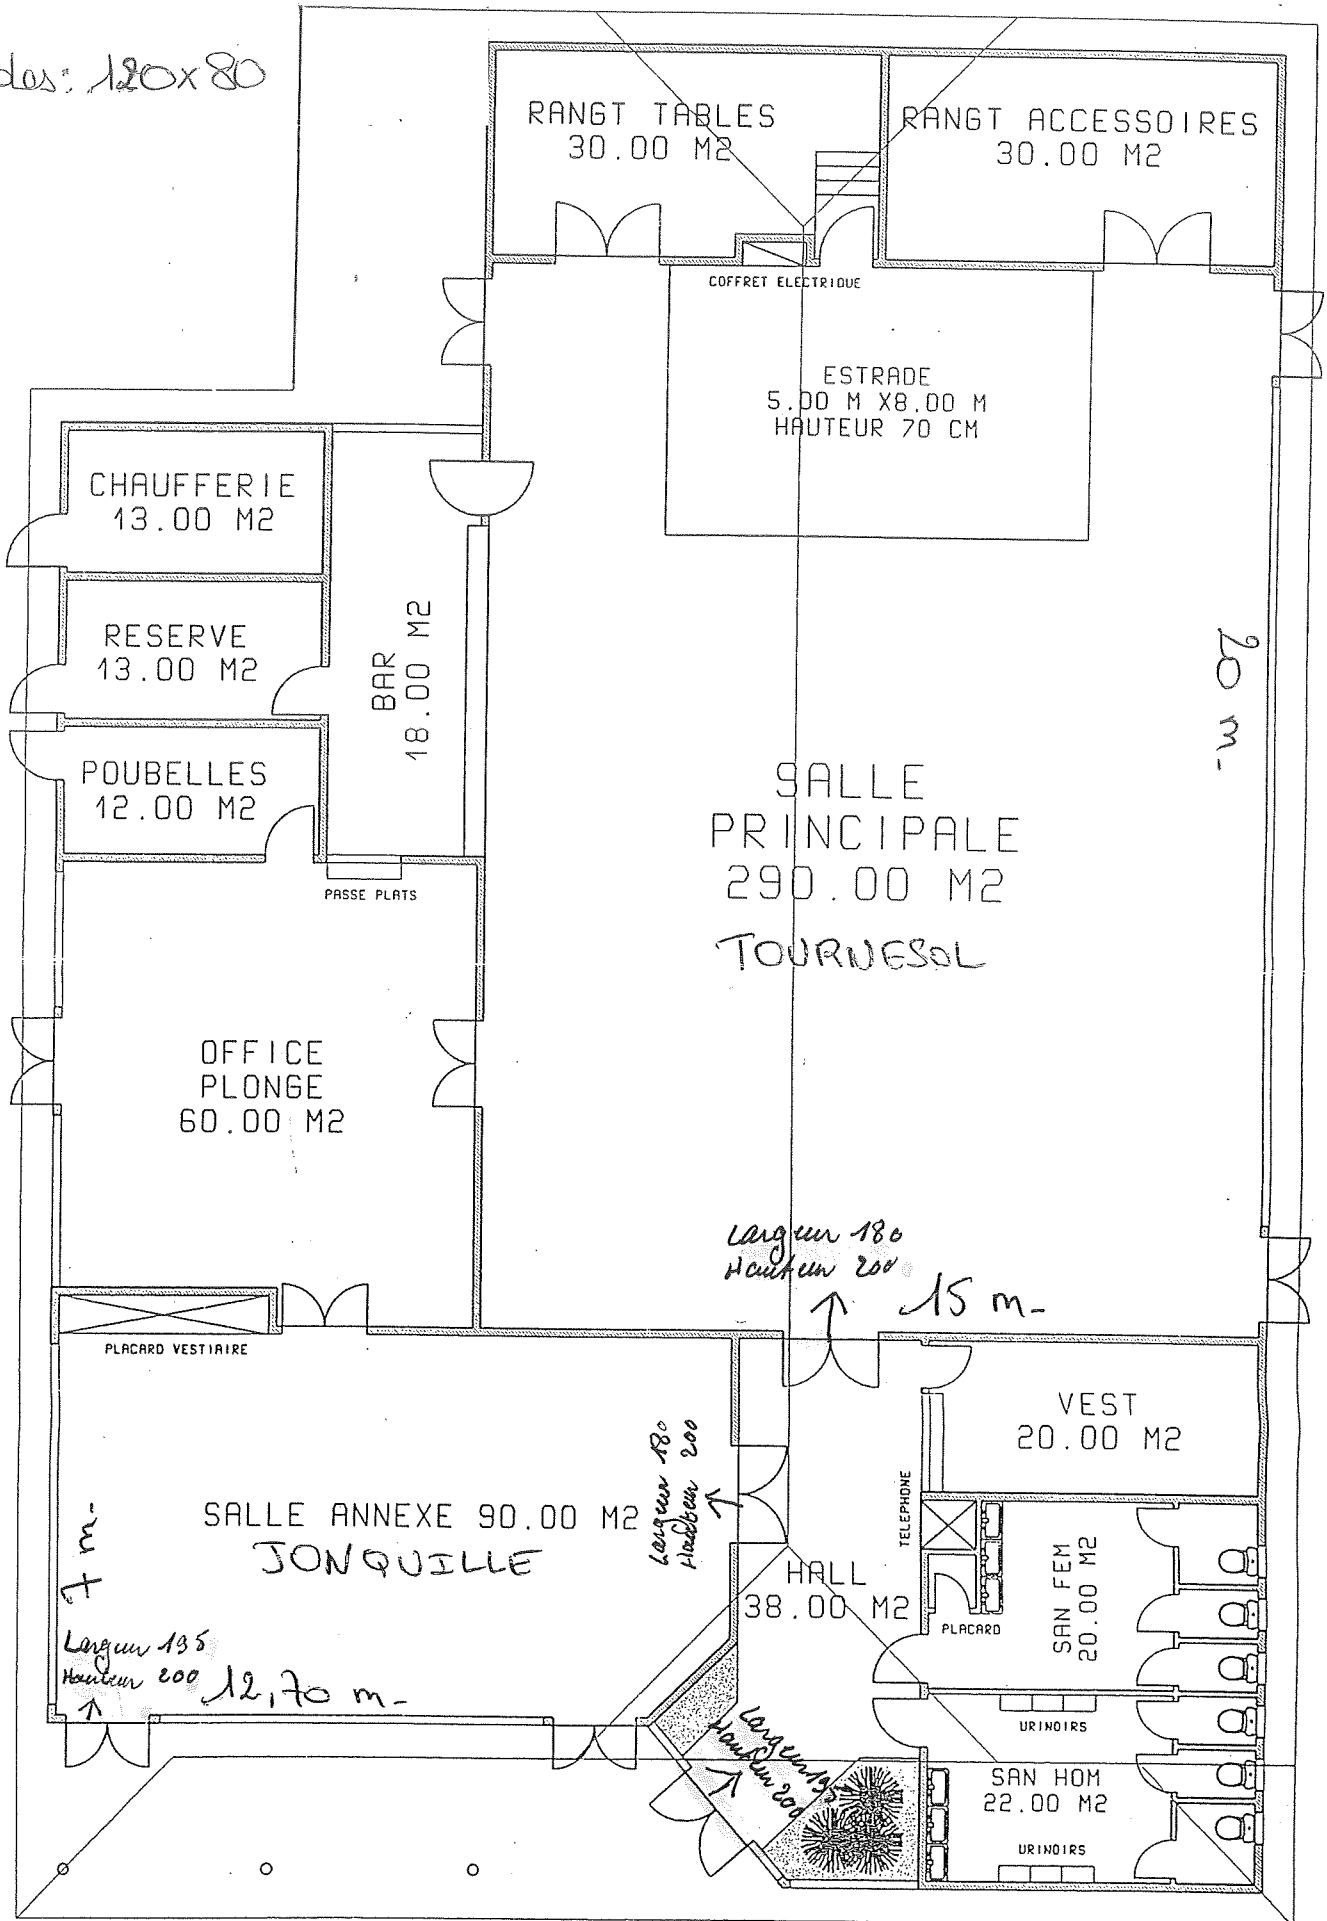 120x80
RANGT TABLES
30.00 M2
RANGT ACCESSOIRES
30.00 M2
COFFRET ELECTRIQUE
ESTRADE
5.00 M X8.00 M
HAUTEUR 70 CM
CHAUFFERIE
13.00 M2
RESERVE
13.00 M2
BAR
18.00 M2
POUBELLES
12.00 M2
PASSE PLATS
20 m.
SALLE
PRINCIPALE
290.00 M2
TOURNESOL
OFFICE
PLONGE
60.00 M2
Largeur 180
Hauteur 200
15 m-
PLACARD VESTIAIRE
VEST
20.00 M2
Largeur 180
Hauteur 200
TELEPHONE
SALLE ANNEXE 90.00 M2
JONQUILLE
7 m-
HALL
38.00 M2
PLACARD
SAN FEM
20.00 M2
Largeur 195
Hauteur 200
12,70 m-
Largeur 195
Hauteur 200
URINOIRS
SAN HOM
22.00 M2
URINOIRS